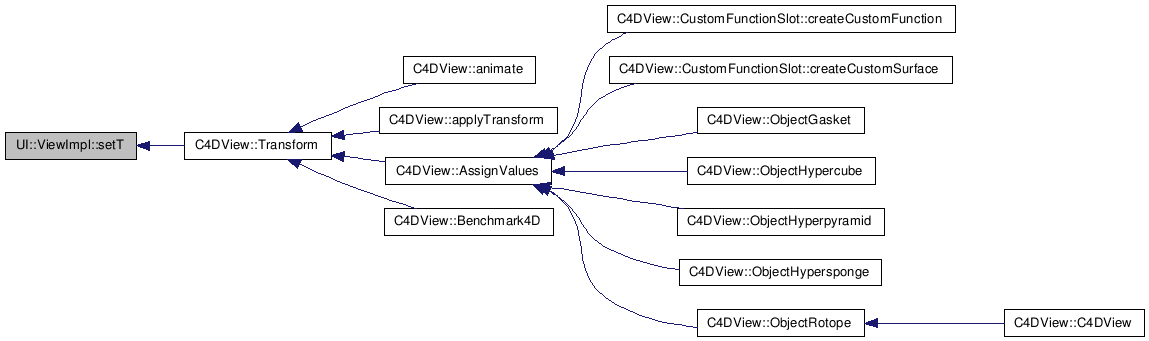 C4DView::CustomFunctionSlot::createCustomFunction
C4DView::animate
C4DView::CustomFunctionSlot::createCustomSurface
C4DView::applyTransform
C4DView::ObjectGasket
UI::ViewImpl::setT
C4DView::Transform
C4DView::AssignValues
C4DView::ObjectHypercube
C4DView::Benchmark4D
C4DView::ObjectHyperpyramid
C4DView::ObjectHypersponge
C4DView::ObjectRotope
C4DView::C4DView